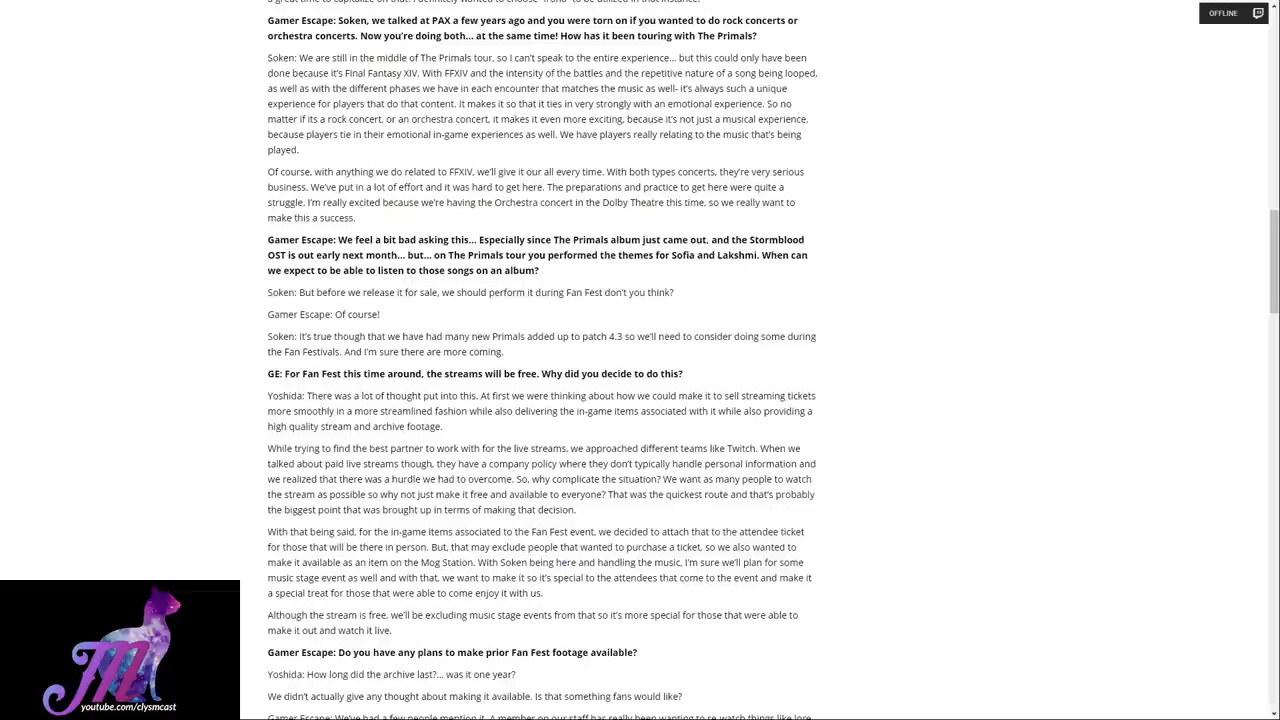 Gamer Escape: Soken, we talked at PAX a few years ago and you were torn on if you wanted to do rock concerts or
orchestra concerts. Now you're doing both... at the same time! How has it been touring with The Primals?
Soken: We are still in the middle of The Primals tour, so I can't speak to the entire experience... but this could only have been
done because it's Final Fantasy XIV. With FFXIV and the intensity of the battles and the repetitive nature of a song being looped,
as well as with the different phases we have in each encounter that matches the music as well- it's always such a unique
experience for players that do that content. It makes it so that it ties in very strongly with an emotional experience. So no
matter if its a rock concert, or an orchestra concert, it makes it even more exciting, because it's not just a musical experience,
because players tie in their emotional in-game experiences as well. We have players really relating to the music that's being
played.
Of course, with anything we do related to FFXIV, we'll give it our all every time. With both types concerts, they're very serious
business. We've put in a lot of effort and it was hard to get here. The preparations and practice to get here were quite a
struggle. I'm really excited because we're having the Orchestra concert in the Dolby Theatre this time, so we really want to
make this a success.
Gamer Escape: We feel a bit bad asking this... Especially since The Primals album just came out, and the Stormblood
OST is out early next month... but... on The Primals tour you performed the themes for Sofia and Lakshmi. When can
we expect to be able to listen to those songs on an album?
Soken: But before we release it for sale, we should perform it during Fan Fest don't you think?
Gamer Escape: Of course!
Soken: It's true though that we have had many new Primals added up to patch 4.3 so we'll need to consider doing some during
the Fan Festivals. And I'm sure there are more coming.
GE: For Fan Fest this time around, the streams will be free. Why did you decide to do this?
Yoshida: There was a lot of thought put into this. At first we were thinking about how we could make it to sell streaming tickets
more smoothly in a more streamlined fashion while also delivering the in-game items associated with it while also providing a
high quality stream and archive footage.
While trying to find the best partner to work with for the live streams, we approached different teams like Twitch. When we
talked about paid live streams though, they have a company policy where they don't typically handle personal information and
we realized that there was a hurdle we had to overcome. So, why complicate the situation? We want as many people to watch
the stream as possible so why not just make it free and available to everyone? That was the quickest route and that's probably
the biggest point that was brought up in terms of making that decision.
With that being said, for the in-game items associated to the Fan Fest event, we decided to attach that to the attendee ticket
for those that will be there in person. But, that may exclude people that wanted to purchase a ticket, so we also wanted to
make it available as an item on the Mog Station. With Soken being here and handling the music, I'm sure we'll plan for some
music stage event as well and with that, we want to make it so it's special to the attendees that come to the event and make it
a special treat for those that were able to come enjoy it with us.
Although the stream is free, we'll be excluding music stage events from that so it's more special for those that were able to
make it out and watch it live.
Gamer Escape: Do you have any plans to make prior Fan Fest footage available?
Yoshida: How long did the archive last?... was it one year?
We didn't actually give any thought about making it available. Is that something fans would like?
Gamer Escape: We've had a few people mention it. A member on our staff has really been wanting to re-watch things like lore
OFFLINE
JM
youtube.com/clysmcast